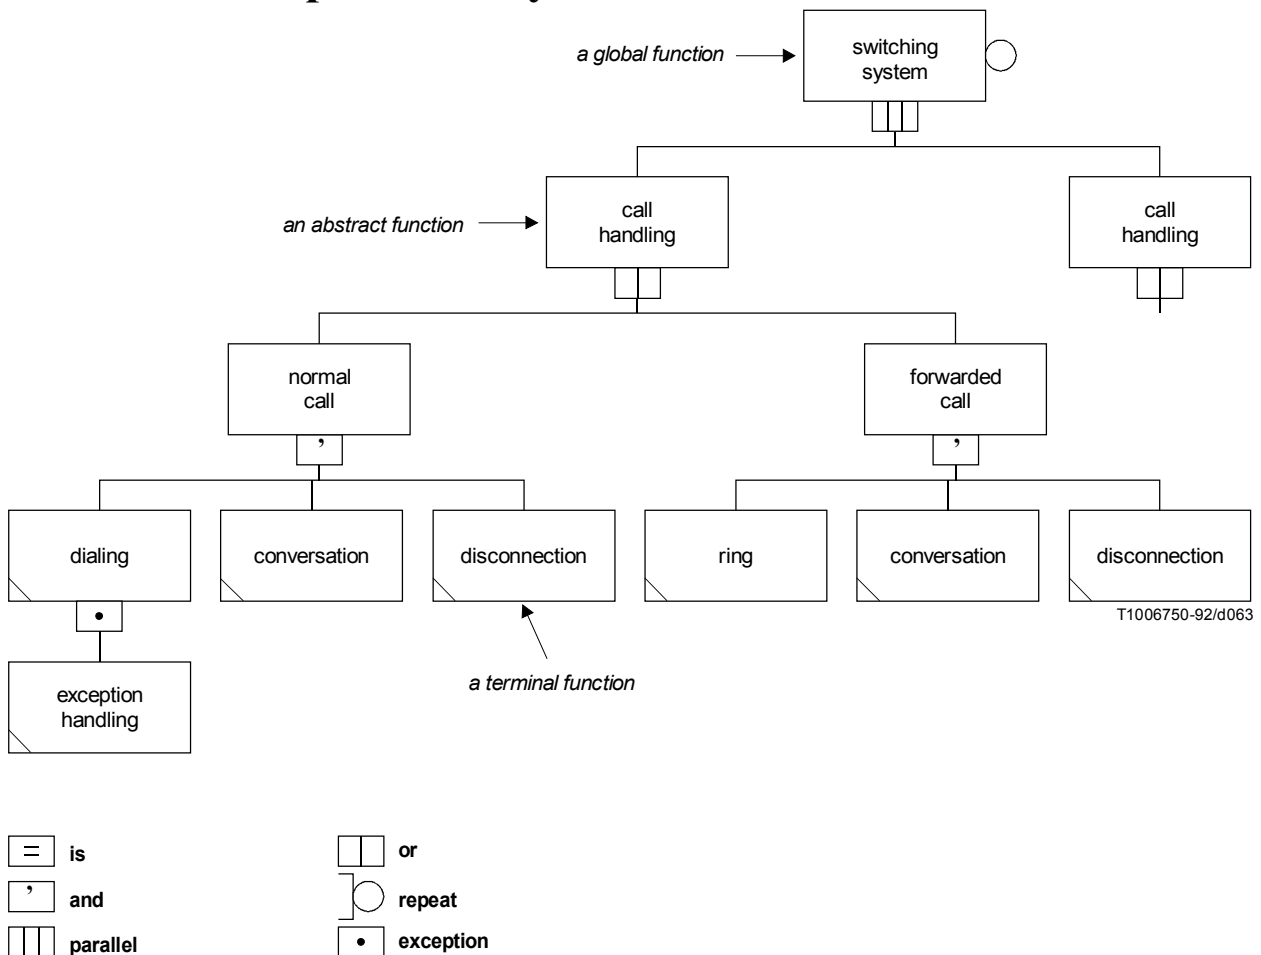 a global function
switching
system
an abstract function
call
handling
call
handling
normal
call
forwarded
call
,
,
dialing
conversation
disconnection
ring
conversation
disconnection
T1006750-92/d063
a terminal function
exception
handling
= is
or
, and
repeat
parallel
• exception